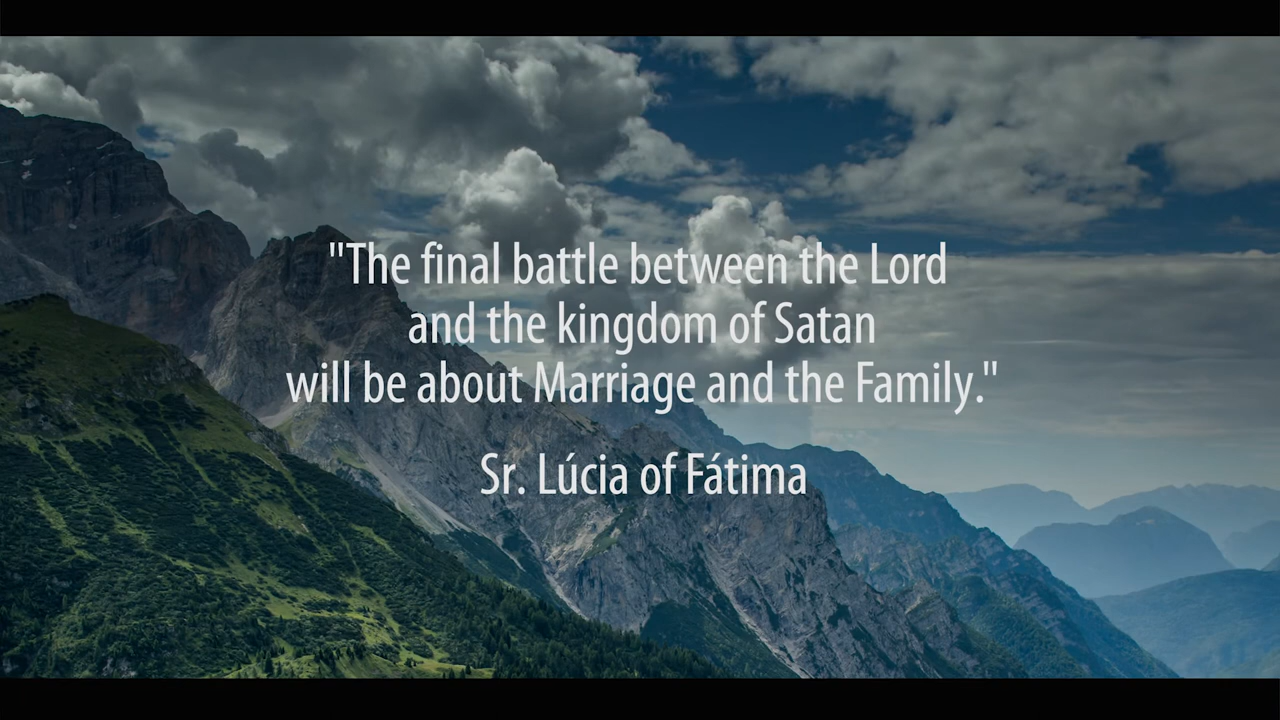 "The final battle between the Lord
and the kingdom of Satan
will be about Marriage and the Family."
Sr. Lúcia of Fátima